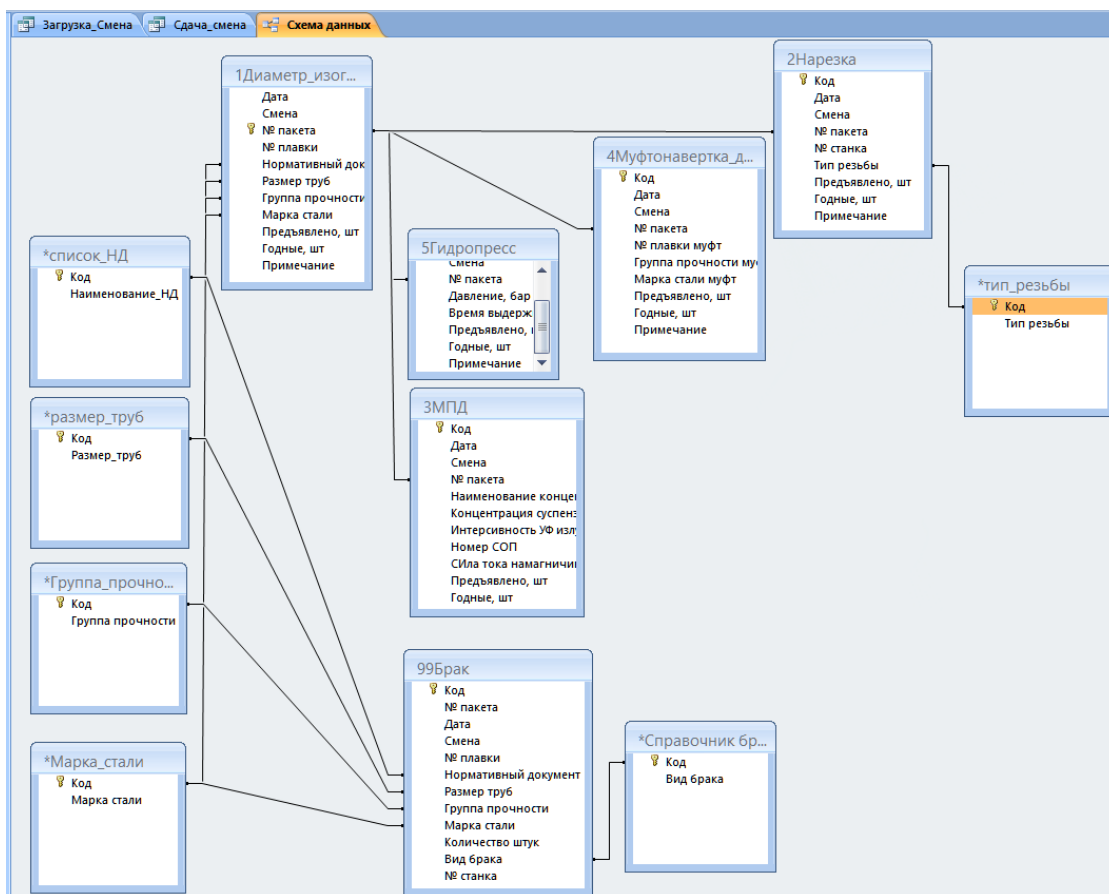 Загрузка_Смена
Сдача_смена
Схема данных
1Диаметр_изог...
Дата
Смена
№ пакета
№ плавки
Нормативный док
Размер труб
Группа прочности
Марка стали
Предъявлено, шт
Годные, шт
Примечание
2Нарезка
Код
Дата
Смена
№ пакета
№ станка
Тип резьбы
Предъявлено, шт
Годные, шт
Примечание
4Муфтонавертка_д...
Код
Дата
Смена
№ пакета
№ плавки муфт
Группа прочности му
Марка стали муфт
Предъявлено, шт
Годные, шт
Примечание
5Гидропресс
Смена
№ пакета
Давление, бар
Время выдерж
Предъявлено,
Годные, шт
Примечание
*тип_резьбы
Код
Тип резьбы
*список_НД
Код
Наименование_НД
*размер_труб
Код
Размер_труб
3МПД
Код
Дата
Смена
№ пакета
Наименование конце
Концентрация суспенз
Интерсивность УФ изл
Номер СОП
СИла тока намагничи
Предъявлено, шт
Годные, шт
*Группа_прочно...
Код
Группа прочности
*Марка_стали
Код
Марка стали
99Брак
Код
№ пакета
Дата
Смена
№ плавки
Нормативный документ
Размер труб
Группа прочности
Марка стали
Количество штук
Вид брака
№ станка
*Справочник бр...
Код
Вид брака